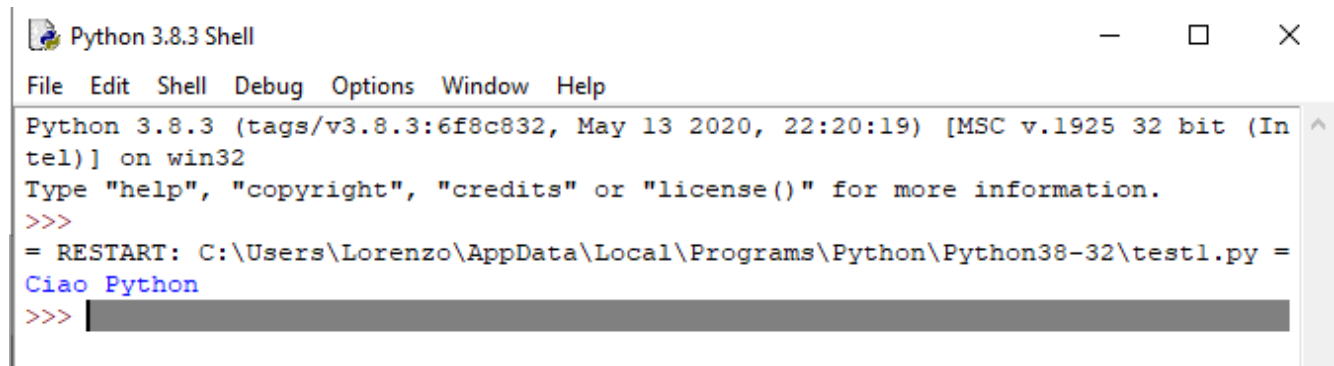 Python 3.8.3 Shell
File Edit Shell Debug Options Window Help
Python 3.8.3 (tags/v3.8.3:6f8c832, May 13 2020, 22:20:19) [MSC v.1925 32 bit (In
tel)] on win32
Type "help", "copyright", "credits" or "license()" for more information.
>>>
= RESTART: C:\Users\Lorenzo\AppData\Local\Programs\Python\Python38-32\test1.py =
Ciao Python
>>>